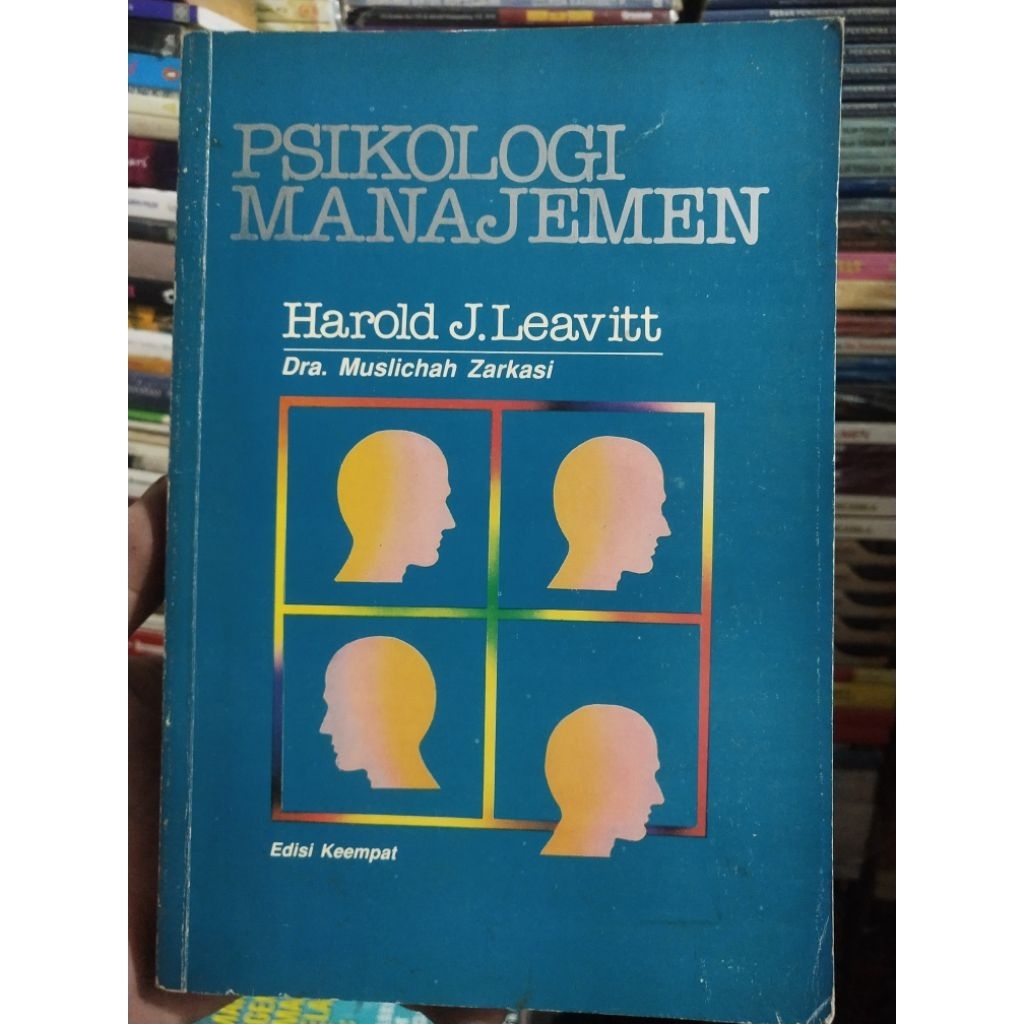 PSIKOLOGI
MANAJEMEN
Harold J. Leavitt
Dra. Muslichah Zarkasi
Edisi Keempat